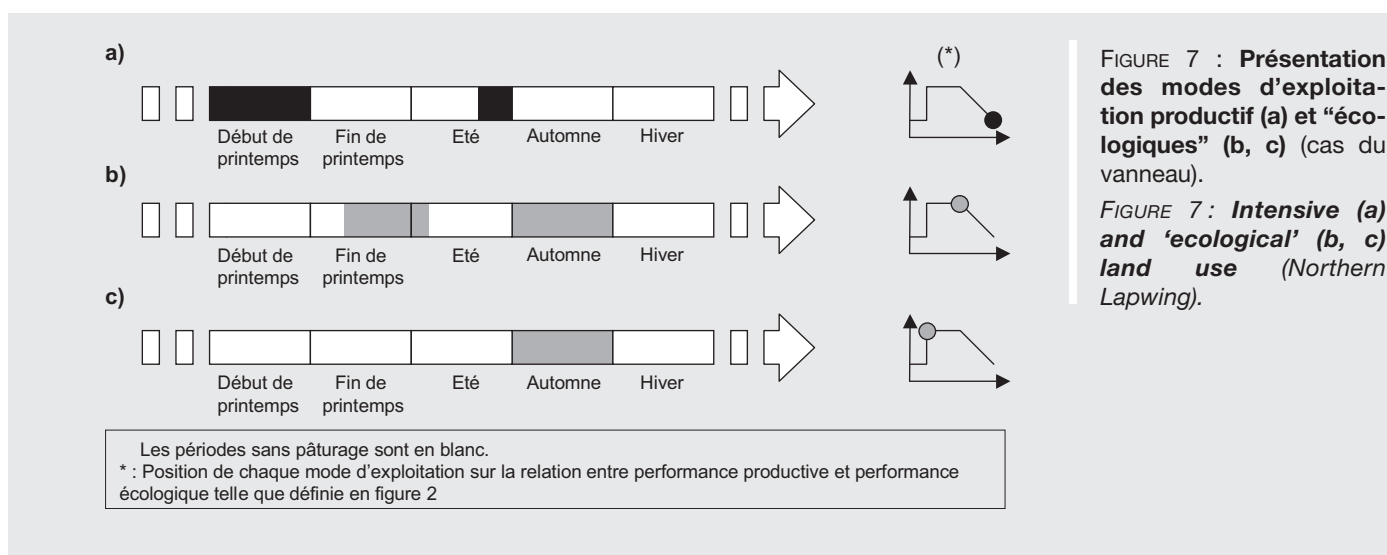 a)
(*)
Début de printemps Fin de printemps Eté Automne Hiver
b)
Début de printemps Fin de printemps Eté Automne Hiver
c)
Début de printemps Fin de printemps Eté Automne Hiver
Les périodes sans pâturage sont en blanc.
* : Position de chaque mode d'exploitation sur la relation entre performance productive et performance
écologique telle que définie en figure 2
FIGURE 7 : Présentation
des modes d'exploita-
tion productif (a) et “éco-
logiques” (b, c) (cas du
vanneau).
FIGURE 7 : Intensive (a)
and ‘ecological’ (b, c)
land use (Northern
Lapwing).